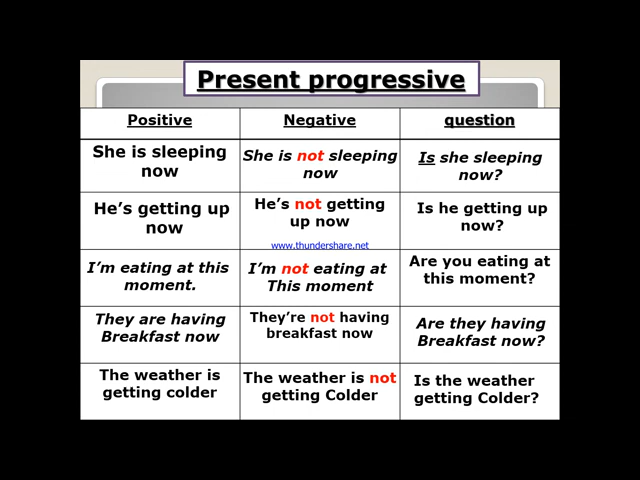 Present progressive
Positive
Negative
question
She is sleeping
now
She is not sleeping
now
Is she sleeping
now?
He's getting up
now
He's not getting
up now
Is he getting up
now?
www.thundershare.net
I'm eating at this
moment.
I'm not eating at
This moment
Are you eating at
this moment?
They are having
Breakfast now
They're not having
breakfast now
Are they having
Breakfast now?
The weather is
getting colder
The weather is not
getting Colder
Is the weather
getting Colder?